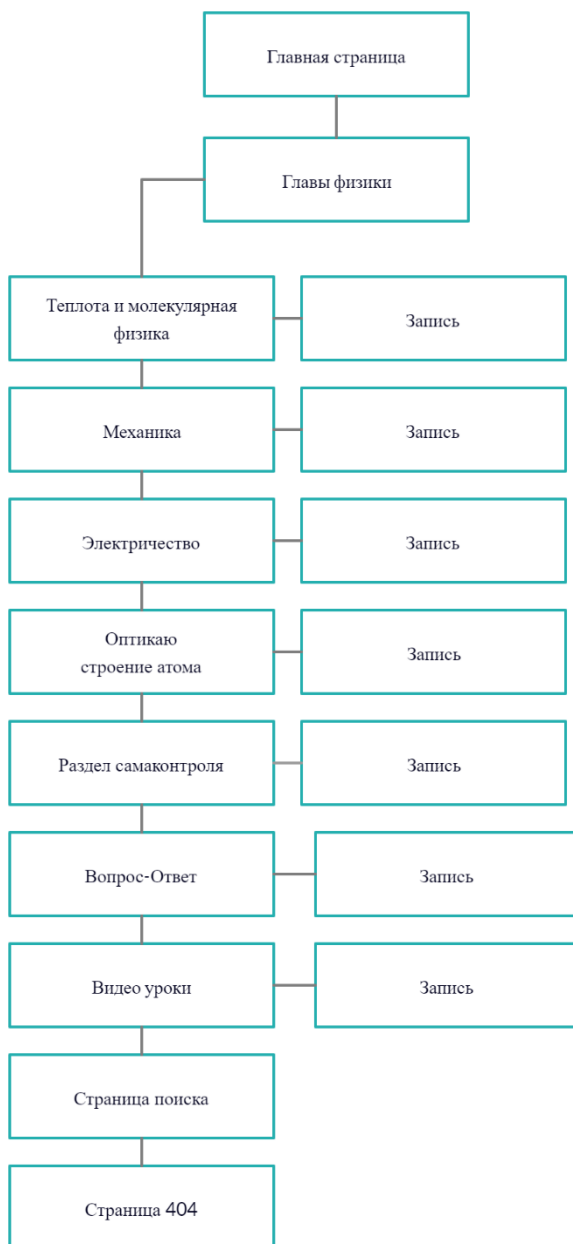 Главная страница
Главы физики
Теплота и молекулярная
физика
Запись
Механика
Запись
Электричество
Запись
Оптикаю
строение атома
Запись
Раздел самаконтроля
Запись
Вопрос-Ответ
Запись
Видео уроки
Запись
Страница поиска
Страница 404